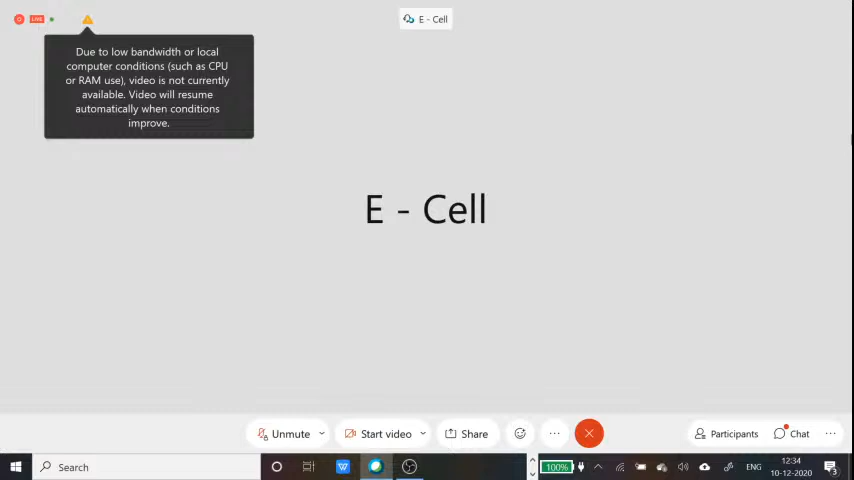 LIVE
E - Cell
Due to low bandwidth or local
computer conditions (such as CPU
or RAM use), video is not currently
available. Video will resume
automatically when conditions
improve.
E - Cell
Unmute
Start video
Share
Participants
Chat
Search
W
100%
ENG
12:34
10-12-2020
3